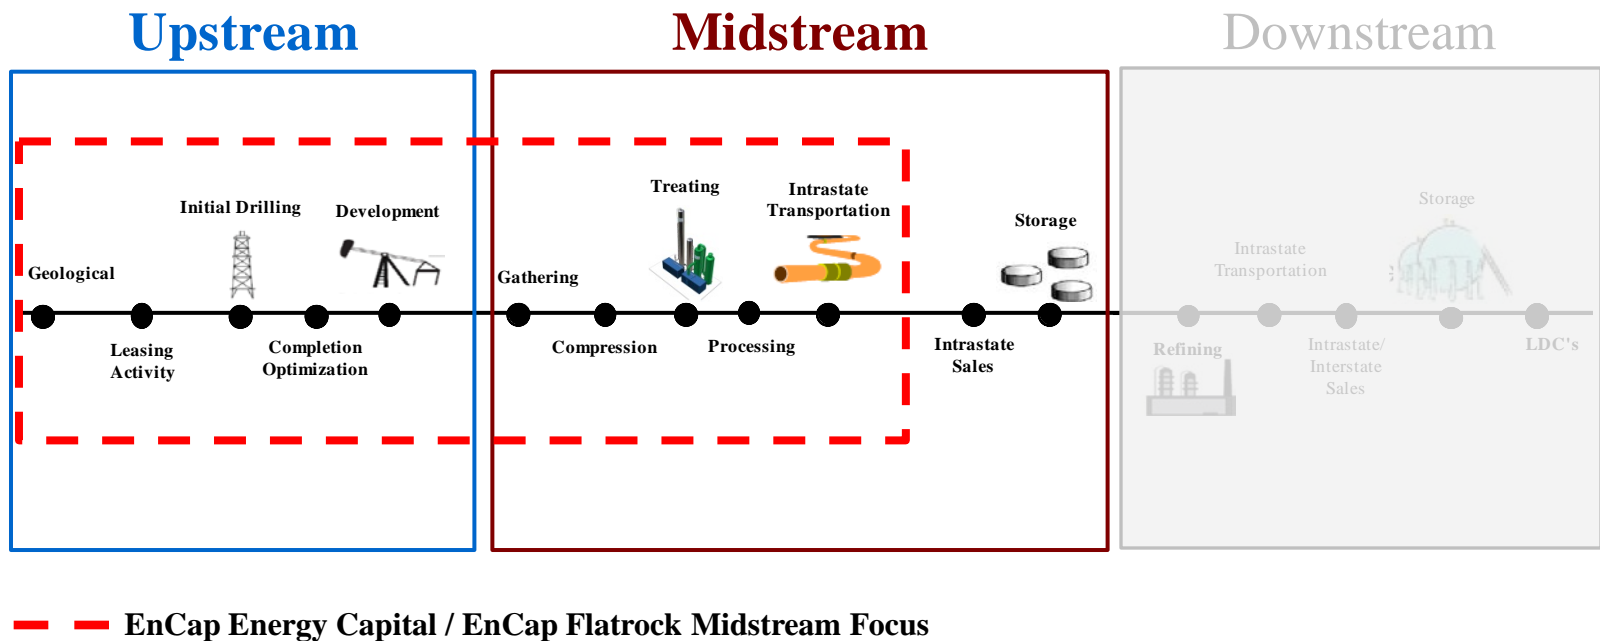 Upstream
Midstream
Downstream
Geological
Leasing
Activity
Initial Drilling
Completion
Optimization
Development
Gathering
Compression
Treating
Processing
Intrastate
Transportation
Intrastate
Sales
Storage
Refining
Intrastate
Transportation
Intrastate/
Interstate
Sales
Storage
LDC's
EnCap Energy Capital / EnCap Flatrock Midstream Focus